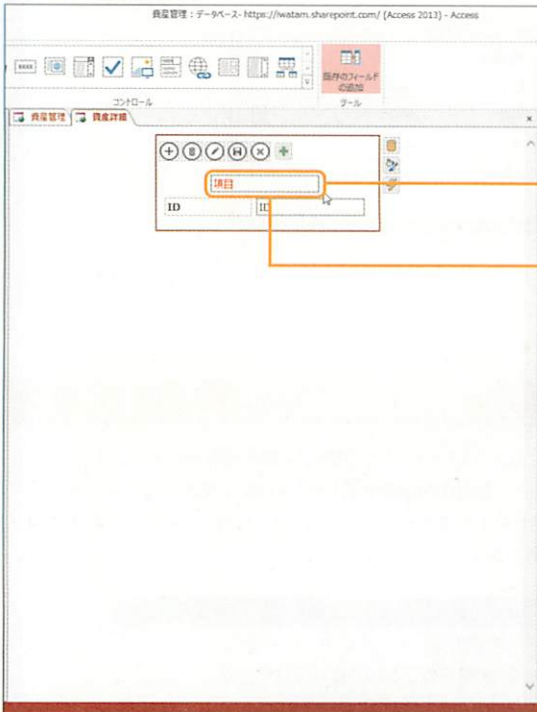 資産管理 : データベース- https://iwatam.sharepoint.com/ (Access 2013) - Access
XXXX
既存のフィールド
の追加
コントロール
ツール
資産管理
資産詳細
項目
ID
ID